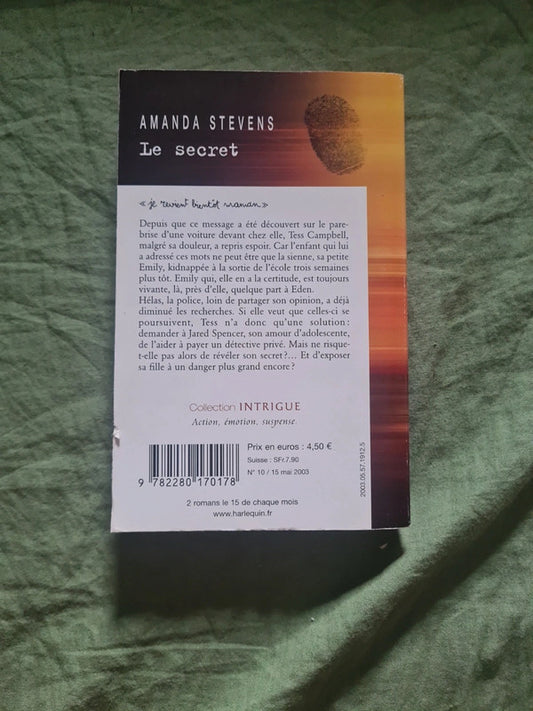 AMANDA STEVENS
Le secret
« je revient bientôt maman »
Depuis que ce message a été découvert sur le pare-
brise d'une voiture devant chez elle, Tess Campbell,
malgré sa douleur, a repris espoir. Car l'enfant qui lui
a adressé ces mots ne peut être que la sienne, sa petite
Emily, kidnappée à la sortie de l'école trois semaines
plus tôt. Emily qui, elle en a la certitude, est toujours
vivante, là, près d'elle, quelque part à Eden.
Hélas, la police, loin de partager son opinion, a déjà
diminué les recherches. Si elle veut que celles-ci se
poursuivent, Tess n'a donc qu'une solution :
demander à Jared Spencer, son amour d'adolescente,
de l'aider à payer un détective privé. Mais ne risque-
t-elle pas alors de révéler son secret ?... Et d'exposer
sa fille à un danger plus grand encore ?
Collection INTRIGUE
Action, émotion, suspense.
Prix en euros : 4,50 €
Suisse : SFr.7.90
N° 10 / 15 mai 2003
9 782280 170178
2003.05.57.1912.5
2 romans le 15 de chaque mois
www.harlequin.fr